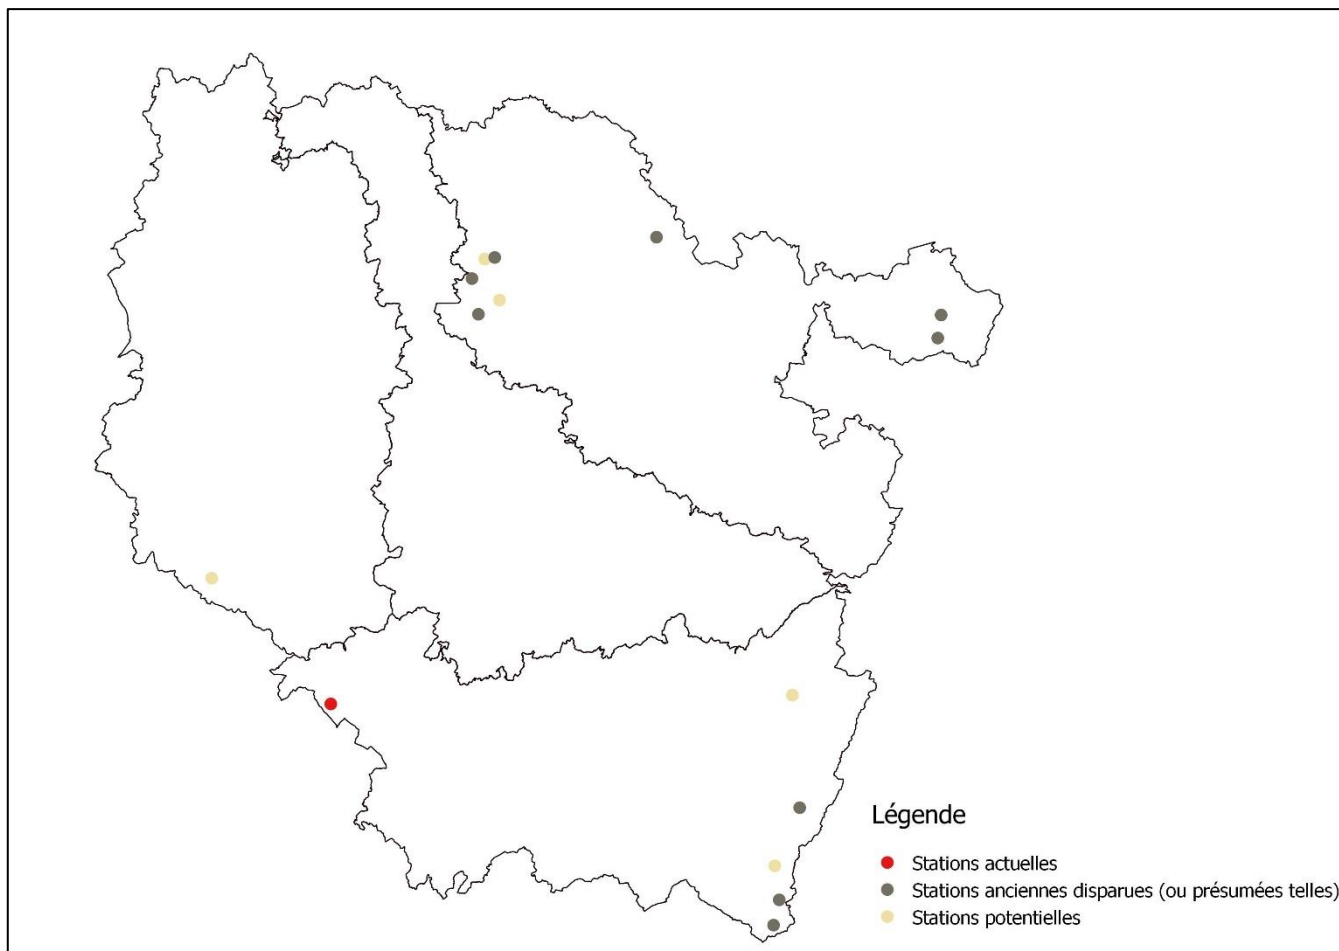 Légende
Stations actuelles
Stations anciennes disparues (ou présumées telles)
Stations potentielles